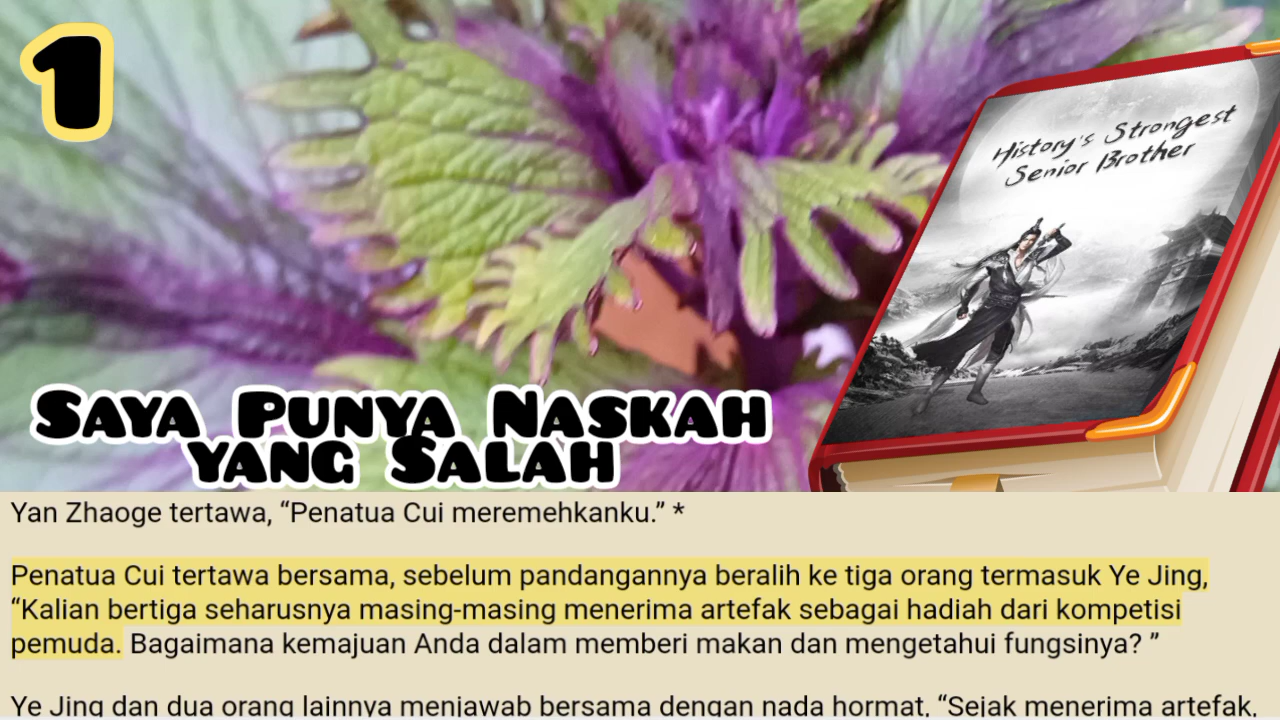 1
History's Strongest
Senior Brother
Saya Punya Naskah
yang Salah
Yan Zhaoge tertawa, “Penatua Cui meremehkanku.” *
Penatua Cui tertawa bersama, sebelum pandangannya beralih ke tiga orang termasuk Ye Jing,
“Kalian bertiga seharusnya masing-masing menerima artefak sebagai hadiah dari kompetisi
pemuda. Bagaimana kemajuan Anda dalam memberi makan dan mengetahui fungsinya? ”
Ye Jing dan dua orang lainnya menjawab bersama dengan nada hormat, “Sejak menerima artefak,